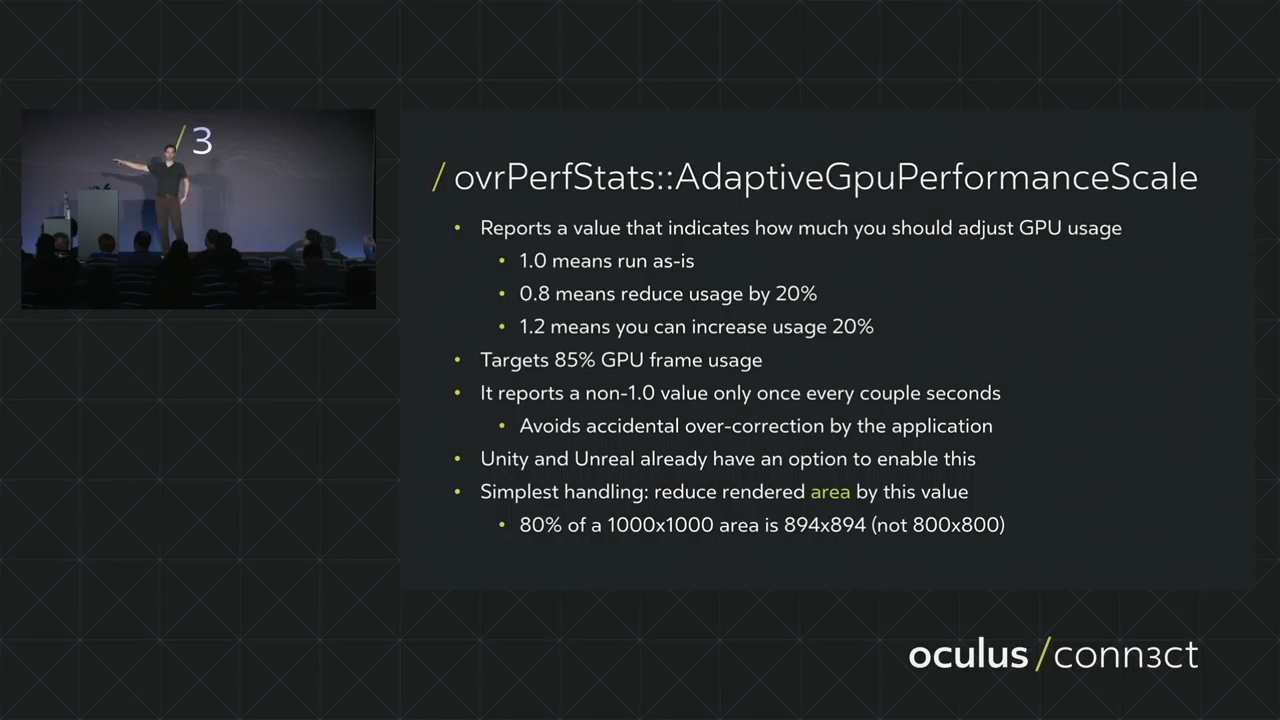 / 3
/ ovrPerfStats::AdaptiveGpuPerformanceScale
• Reports a value that indicates how much you should adjust GPU usage
• 1.0 means run as-is
• 0.8 means reduce usage by 20%
• 1.2 means you can increase usage 20%
• Targets 85% GPU frame usage
• It reports a non-1.0 value only once every couple seconds
• Avoids accidental over-correction by the application
• Unity and Unreal already have an option to enable this
• Simplest handling: reduce rendered area by this value
• 80% of a 1000x1000 area is 894x894 (not 800x800)
oculus /conn3ct